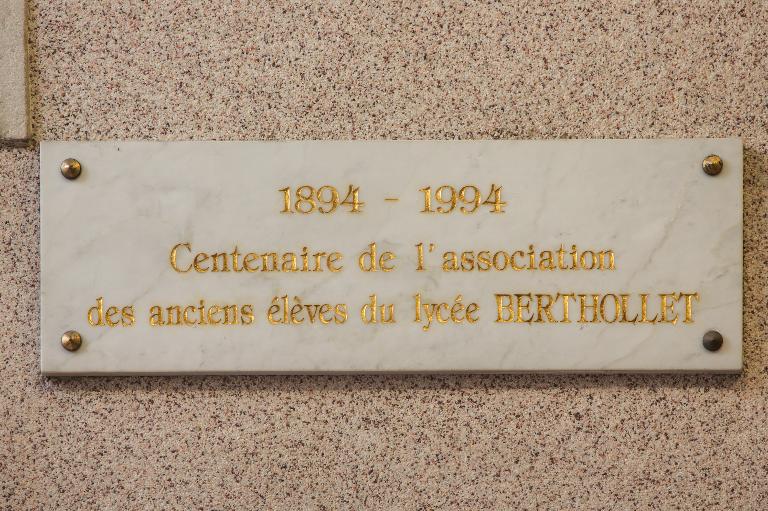 1894 - 1994
Centenaire de l'association
des anciens élèves du lycée BERTHOLLET